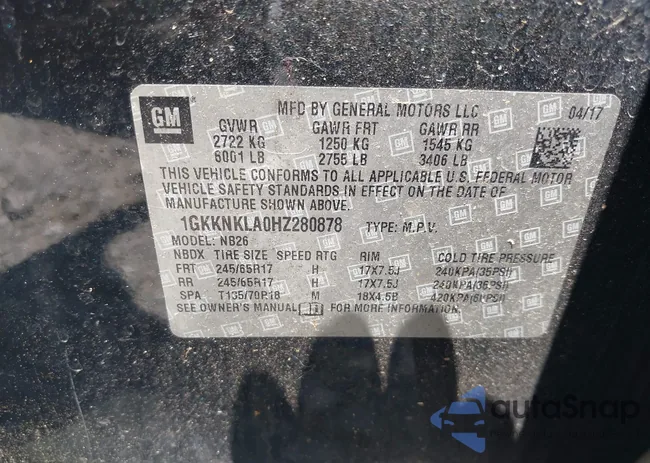 GM
MFD BY GENERAL MOTORS LLC 04/17
GVWR GAWR FRT GAWR RR
2722 KG 1250 KG 1545 KG
6001 LB 2755 LB 3406 LB
THIS VEHICLE CONFORMS TO ALL APPLICABLE U.S. FEDERAL MOTOR
VEHICLE SAFETY STANDARDS IN EFFECT ON THE DATE OF
MANUFACTURE SHOWN ABOVE.
1GKKNKLA0HZ280878 TYPE: M.P.V.
MODEL: NB26
NBDX TIRE SIZE SPEED RTG RIM COLD TIRE PRESSURE
FRT 245/65R17 H 17X7.5J 240KPA(35PSI)
RR 245/65R17 H 17X7.5J 240KPA(35PSI)
SPA T135/70R18 M 18X4.5B 420KPA(61PSI)
SEE OWNER'S MANUAL FOR MORE INFORMATION.
autoSnap